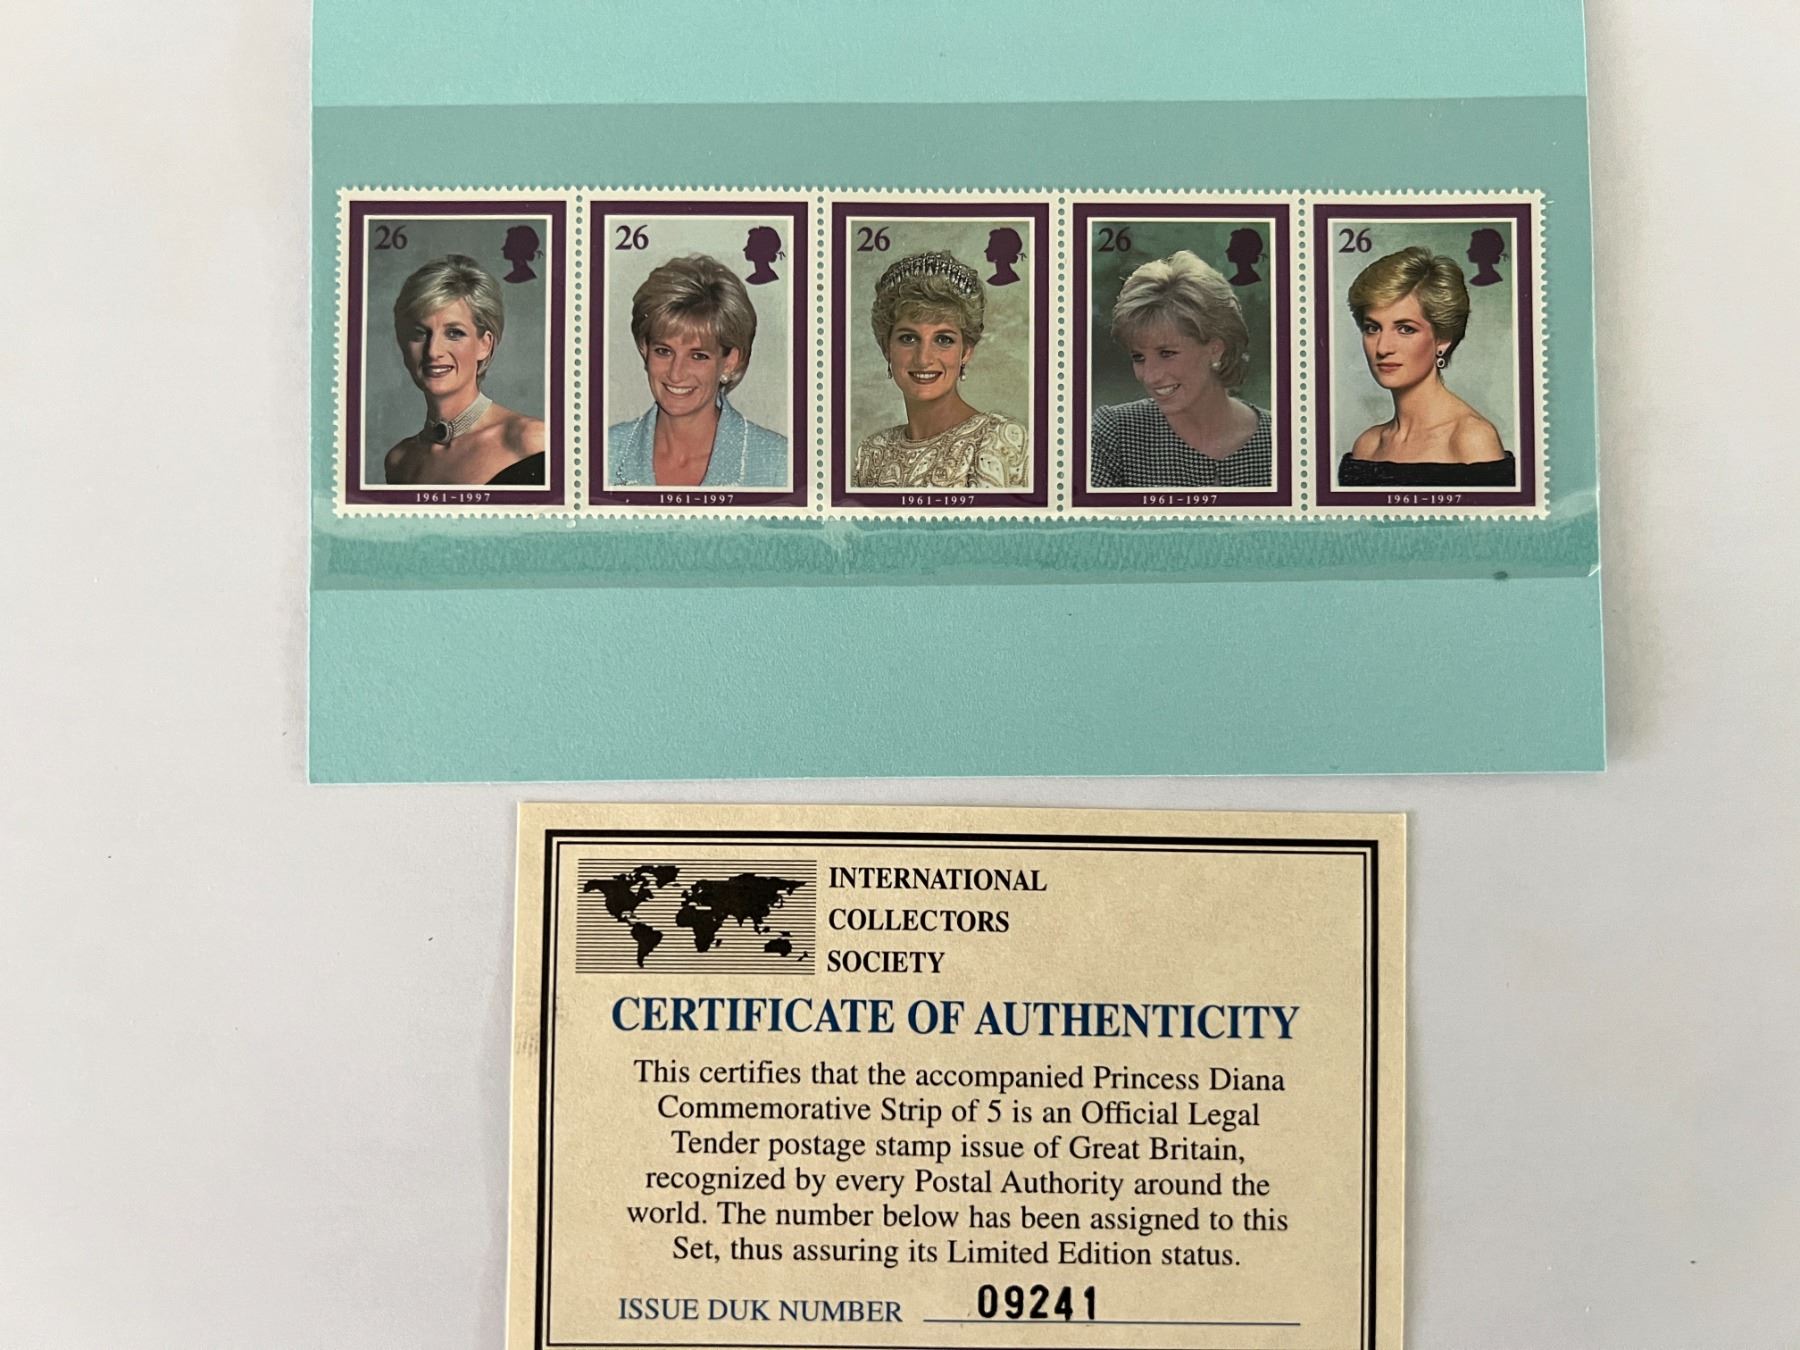 26 26 26 26 26
1961-1997 1961-1997 1961-1997 1961-1997 1961-1997
INTERNATIONAL
COLLECTORS
SOCIETY
CERTIFICATE OF AUTHENTICITY
This certifies that the accompanied Princess Diana
Commemorative Strip of 5 is an Official Legal
Tender postage stamp issue of Great Britain,
recognized by every Postal Authority around the
world. The number below has been assigned to this
Set, thus assuring its Limited Edition status.
ISSUE DUK NUMBER 09241